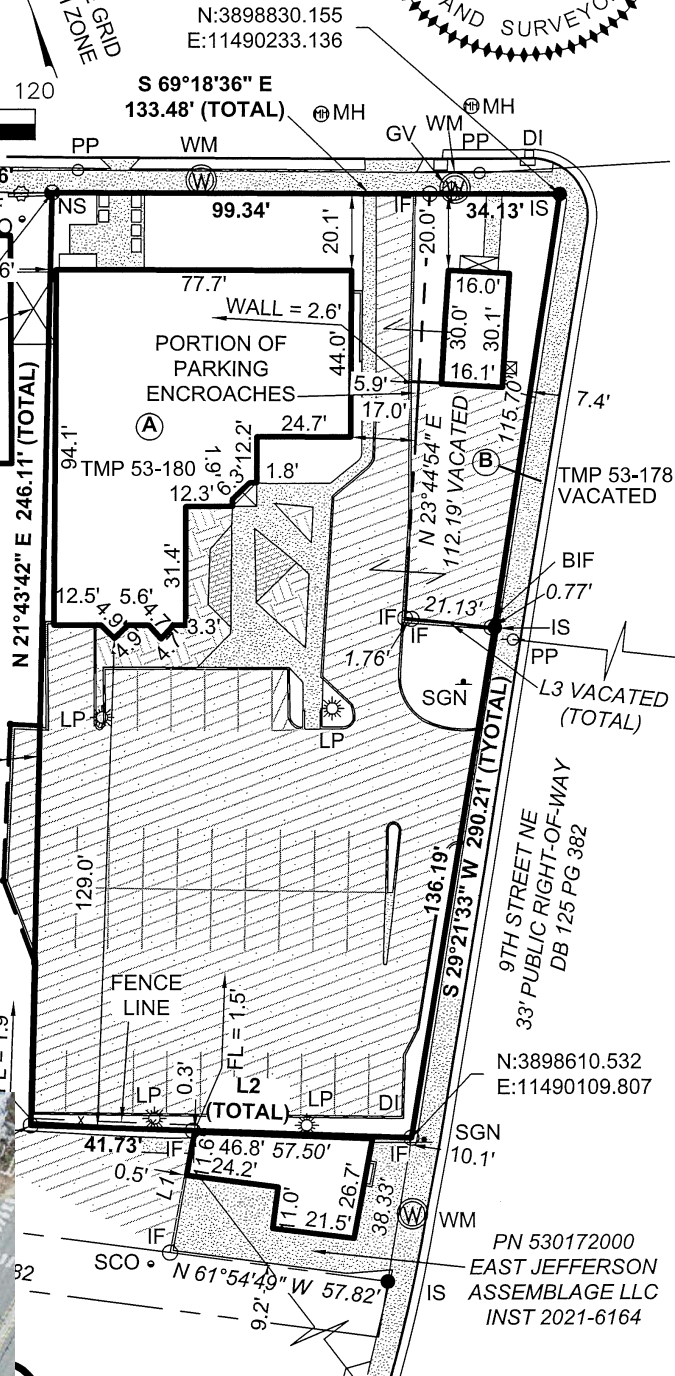 E GRID
N ZONE
120
N:3898830.155
E:11490233.136
AND SURVEYO
S 69°18'36" E
133.48' (TOTAL)
MH
MH
PP
WM
GV
WM
PP
DI
W
W
NS
99.34'
IF
34.13'
IS
20.1'
20.0'
77.7'
16.0'
WALL = 2.6'
30.0'
30.1'
44.0'
PORTION OF
PARKING
ENCROACHES
5.9'
16.1'
17.0'
115.70'
7.4'
A
24.7'
12.2'
1.9'
94.1'
TMP 53-180
1.8'
12.3'
N 23°44'54" E
112.19' VACATED
B
TMP 53-178
VACATED
N 21°43'42" E 246.11' (TOTAL)
31.4'
BIF
0.77'
12.5'
5.6'
4.9'
4.7'
4.9'
3.3'
IF
IF
21.13'
IS
PP
1.76'
SGN
L3 VACATED
(TOTAL)
LP
LP
S 29°21'33" W 290.21' (TYOTAL)
136.19'
129.0'
9TH STREET NE
33' PUBLIC RIGHT-OF-WAY
DB 125 PG 382
FENCE
LINE
FL = 1.5'
N:3898610.532
E:11490109.807
0.3'
L2
(TOTAL)
LP
LP
DI
x
41.73'
IF
11.6'
46.8'
57.50'
IF
SGN
10.1'
0.5'
L1
24.2'
26.7'
11.0'
21.5'
38.33'
W
WM
IF
SCO
N 61°54'49" W 57.82'
IS
9.2'
PN 530172000
EAST JEFFERSON
ASSEMBLAGE LLC
INST 2021-6164